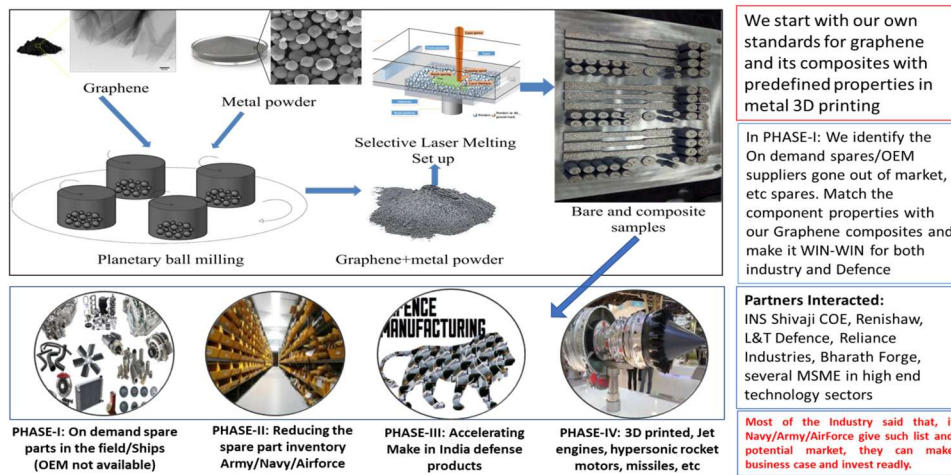 Graphene
Metal powder
Selective Laser Melting
Set up
Planetary ball milling
Graphene+metal powder
Bare and composite
samples
We start with our own
standards for graphene
and its composites with
predefined properties in
metal 3D printing
In PHASE-I: We identify the
On demand spares/OEM
suppliers gone out of market,
etc spares. Match the
component properties with
our Graphene composites and
make it WIN-WIN for both
industry and Defence
Partners Interacted:
INS Shivaji COE, Renishaw,
L&T Defence, Reliance
Industries, Bharath Forge,
several MSME in high end
technology sectors
Most of the Industry said that, i
Navy/Army/AirForce give such list and
potential market, they can mak
business case and invest readly.
MANUFACTURING
PHASE-I: On demand spare
parts in the field/Ships
(OEM not available)
PHASE-II: Reducing the
spare part inventory
Army/Navy/Airforce
PHASE-III: Accelerating
Make in India defense
products
PHASE-IV: 3D printed, Jet
engines, hypersonic rocket
motors, missiles, etc